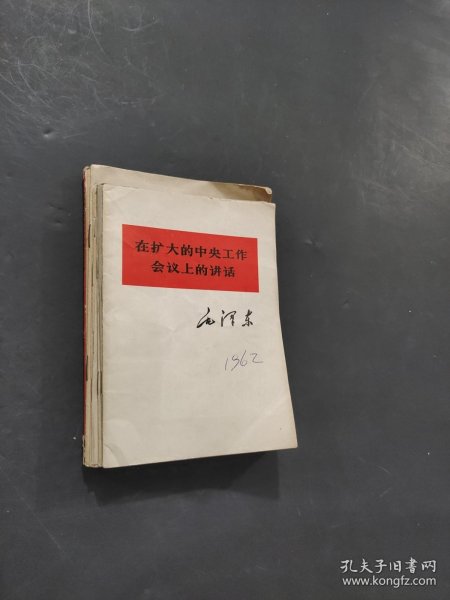 在扩大的中央工作
会议上的讲话
毛泽东
1962
孔夫子旧书网
www.kongfz.com